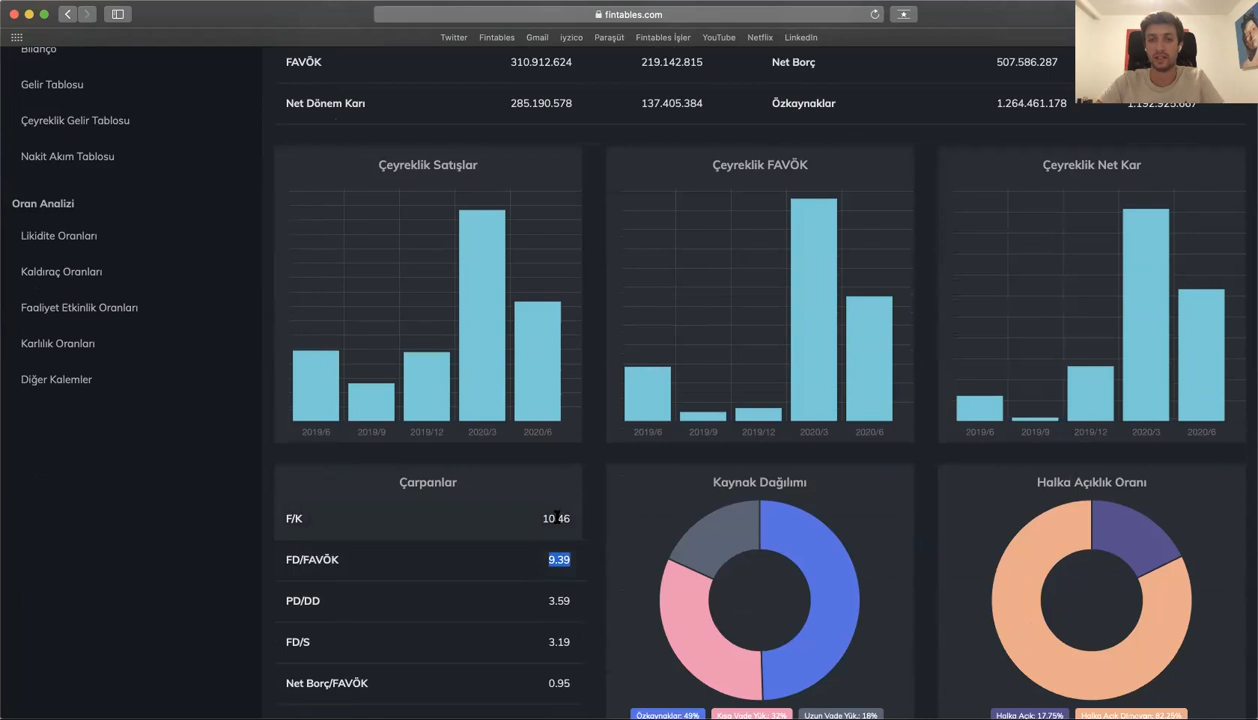 fintables.com
Twitter Fintables Gmail iyzico Paraşüt Fintables İşler YouTube Netflix LinkedIn
Bilanço
Gelir Tablosu
Çeyreklik Gelir Tablosu
Nakit Akım Tablosu
Oran Analizi
Likidite Oranları
Kaldıraç Oranları
Faaliyet Etkinlik Oranları
Karlılık Oranları
Diğer Kalemler
FAVÖK 310.912.624 219.142.815 Net Borç 507.586.287
Net Dönem Karı 285.190.578 137.405.384 Özkaynaklar 1.264.461.178
Çeyreklik Satışlar
2019/6 2019/9 2019/12 2020/3 2020/6
Çeyreklik FAVÖK
2019/6 2019/9 2019/12 2020/3 2020/6
Çeyreklik Net Kar
2019/6 2019/9 2019/12 2020/3 2020/6
Çarpanlar
F/K 10.46
FD/FAVÖK 9.39
PD/DD 3.59
FD/S 3.19
Net Borç/FAVÖK 0.95
Kaynak Dağılımı
Özkaynaklar: 49% Kısa Vade Yük.: 32% Uzun Vade Yük.: 18%
Halka Açıklık Oranı
Halka Açık: 17.75% Halka Açık Olmayan: 82.25%